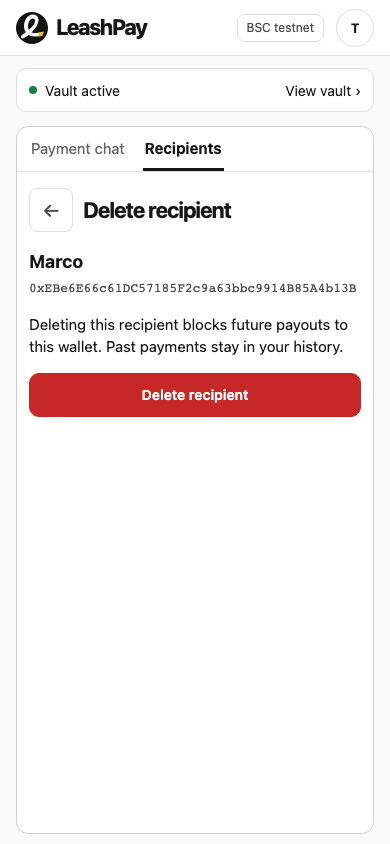 LeashPay
BSC testnet
T
Vault active
View vault ›
Payment chat
Recipients
Delete recipient
Marco
0xEBe6E66c61DC57185F2c9a63bbc9914B85A4b13B
Deleting this recipient blocks future payouts to
this wallet. Past payments stay in your history.
Delete recipient